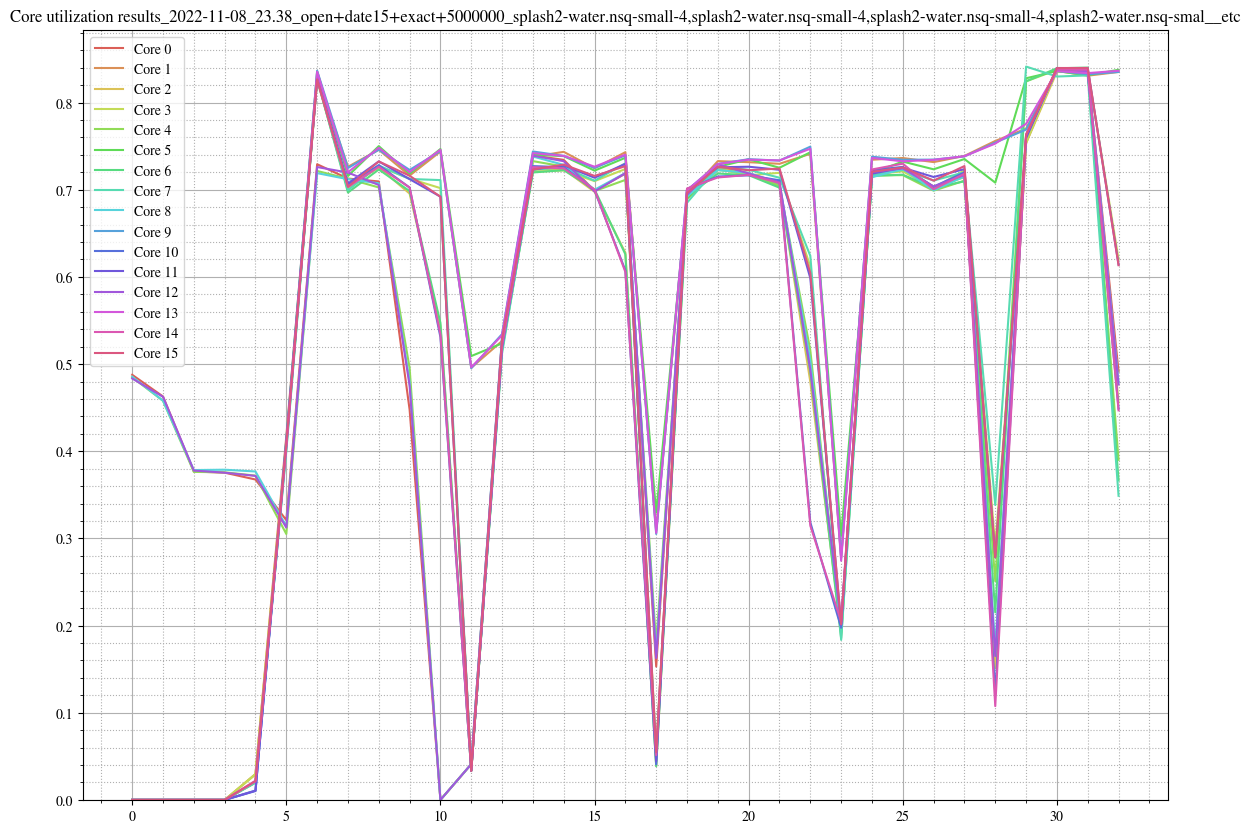 Core utilization results_2022-11-08_23.38_open+date15+exact+5000000_splash2-water.nsq-small-4,splash2-water.nsq-small-4,splash2-water.nsq-small-4,splash2-water.nsq-smal__etc
Core 0
Core 1
Core 2
Core 3
Core 4
Core 5
Core 6
Core 7
Core 8
Core 9
Core 10
Core 11
Core 12
Core 13
Core 14
Core 15
0.8
0.7
0.6
0.5
0.4
0.3
0.2
0.1
0.0
0 5 10 15 20 25 30